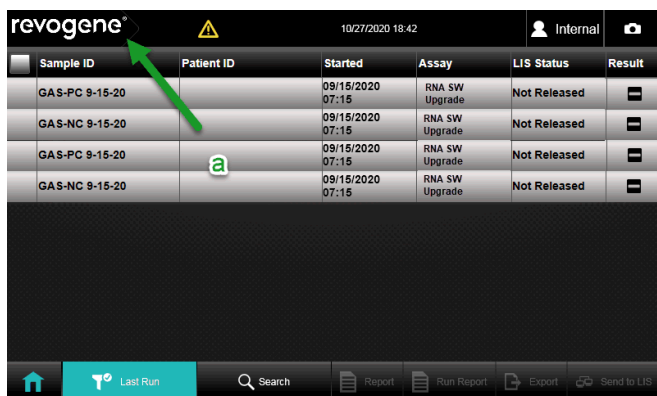 revogene®
10/27/2020 18:42
Internal
Sample ID Patient ID Started Assay LIS Status Result
GAS-PC 9-15-20 09/15/2020 07:15 RNA SW Upgrade Not Released
GAS-NC 9-15-20 09/15/2020 07:15 RNA SW Upgrade Not Released
GAS-PC 9-15-20 09/15/2020 07:15 RNA SW Upgrade Not Released
GAS-NC 9-15-20 09/15/2020 07:15 RNA SW Upgrade Not Released
a
Last Run Search Report Run Report Export Send to LIS